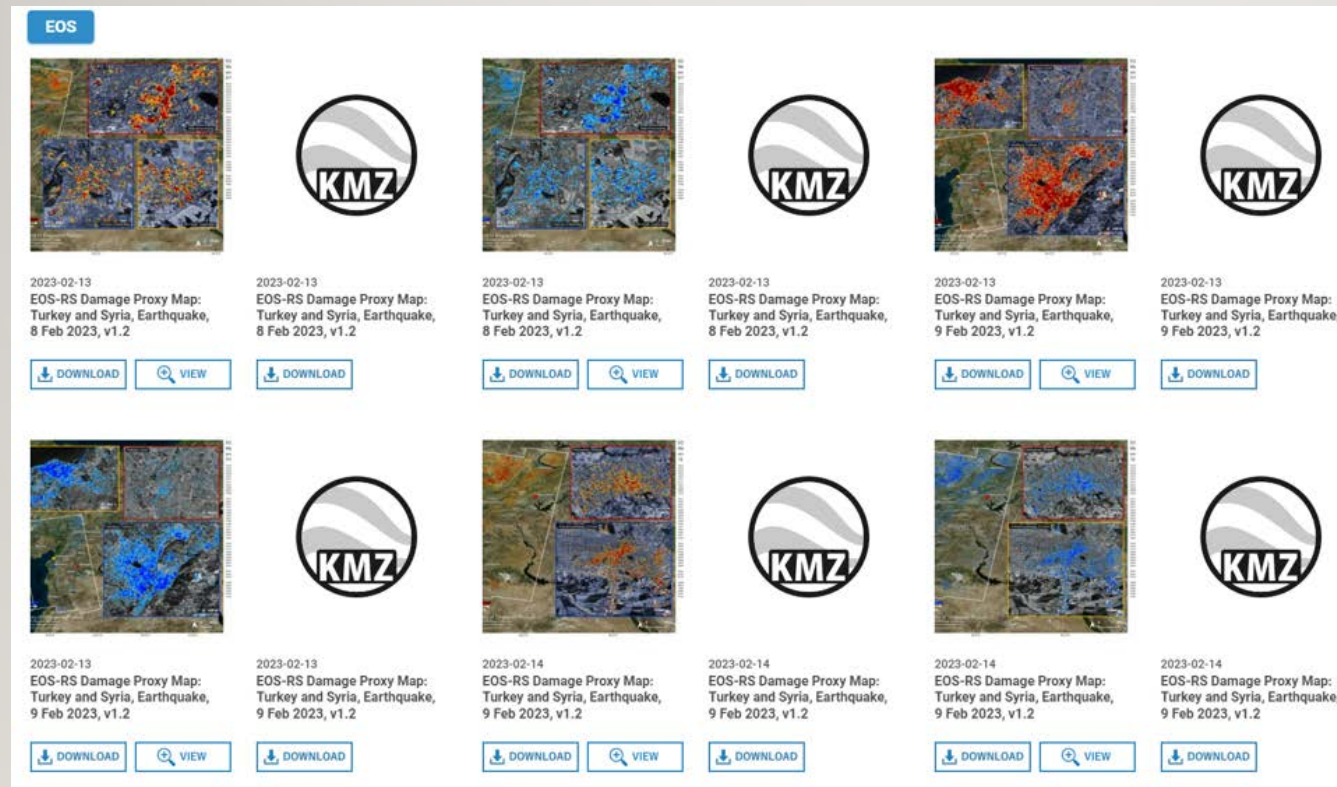 EOS
KMZ
KMZ
KMZ
2023-02-13
EOS-RS Damage Proxy Map:
Turkey and Syria, Earthquake,
8 Feb 2023, v1.2
DOWNLOAD
VIEW
2023-02-13
EOS-RS Damage Proxy Map:
Turkey and Syria, Earthquake,
8 Feb 2023, v1.2
DOWNLOAD
2023-02-13
EOS-RS Damage Proxy Map:
Turkey and Syria, Earthquake,
8 Feb 2023, v1.2
DOWNLOAD
VIEW
2023-02-13
EOS-RS Damage Proxy Map:
Turkey and Syria, Earthquake,
8 Feb 2023, v1.2
DOWNLOAD
2023-02-13
EOS-RS Damage Proxy Map:
Turkey and Syria, Earthquake,
9 Feb 2023, v1.2
DOWNLOAD
VIEW
2023-02-13
EOS-RS Damage Proxy Map:
Turkey and Syria, Earthquake
9 Feb 2023, v1.2
DOWNLOAD
KMZ
KMZ
KMZ
2023-02-13
EOS-RS Damage Proxy Map:
Turkey and Syria, Earthquake,
9 Feb 2023, v1.2
DOWNLOAD
VIEW
2023-02-13
EOS-RS Damage Proxy Map:
Turkey and Syria, Earthquake,
9 Feb 2023, v1.2
DOWNLOAD
2023-02-14
EOS-RS Damage Proxy Map:
Turkey and Syria, Earthquake,
9 Feb 2023, v1.2
DOWNLOAD
VIEW
2023-02-14
EOS-RS Damage Proxy Map:
Turkey and Syria, Earthquake,
9 Feb 2023, v1.2
DOWNLOAD
2023-02-14
EOS-RS Damage Proxy Map:
Turkey and Syria, Earthquake,
9 Feb 2023, v1.2
DOWNLOAD
VIEW
2023-02-14
EOS-RS Damage Proxy Map:
Turkey and Syria, Earthquake
9 Feb 2023, v1.2
DOWNLOAD